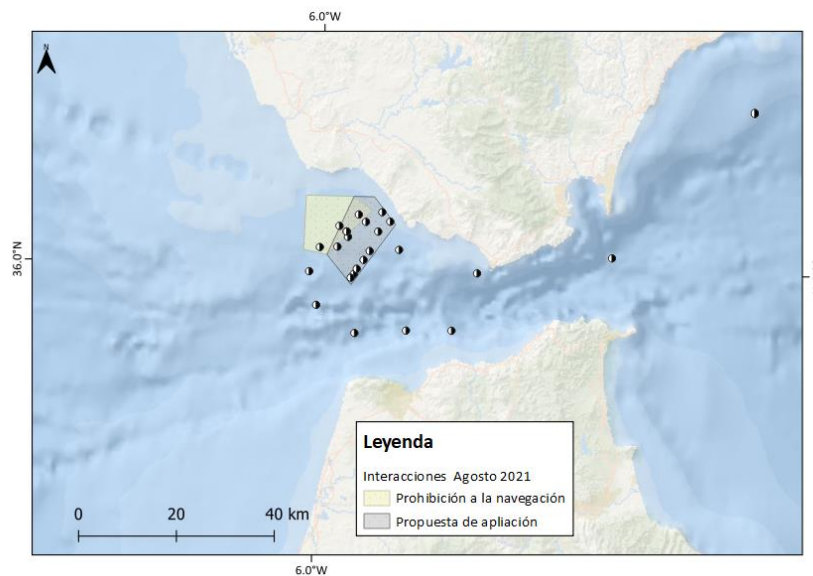 6.0°W
N
36.0°N
Leyenda
Interacciones Agosto 2021
Prohibición a la navegación
Propuesta de apliación
0 20 40 km
6.0°W